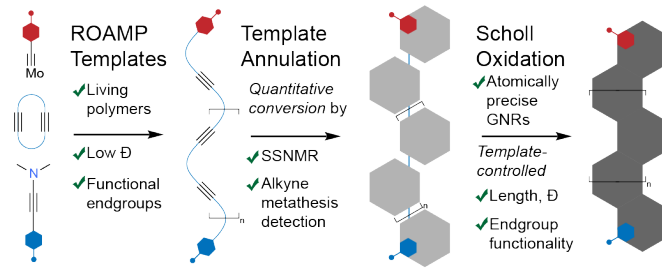 ROAMP
Templates
Living
polymers
Low Đ
Functional
endgroups
Mo
N
n
Template
Annulation
Quantitative
conversion by
SSNMR
Alkyne
metathesis
detection
n
Scholl
Oxidation
Atomically
precise
GNRs
Template-
controlled
Length, Đ
Endgroup
functionality
n